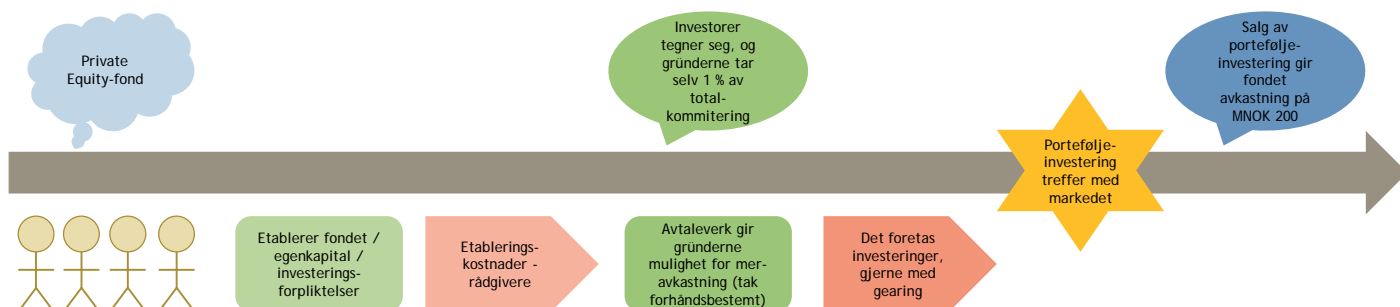 Private
Equity-fond
Investorer
tegner seg, og
gründerne tar
selv 1 % av
total-
kommitering
Salg av
portefølje-
investering gir
fondet
avkastning på
MNOK 200
Portefølje-
investering
treffer med
markedet
Etablerer fondet /
egenkapital /
investerings-
forpliktelser
Etablerings-
kostnader -
rådgivere
Avtaleverk gir
gründerne
mulighet for mer-
avkastning (tak
forhåndsbestemt)
Det foretas
investeringer,
gjerne med
gearing